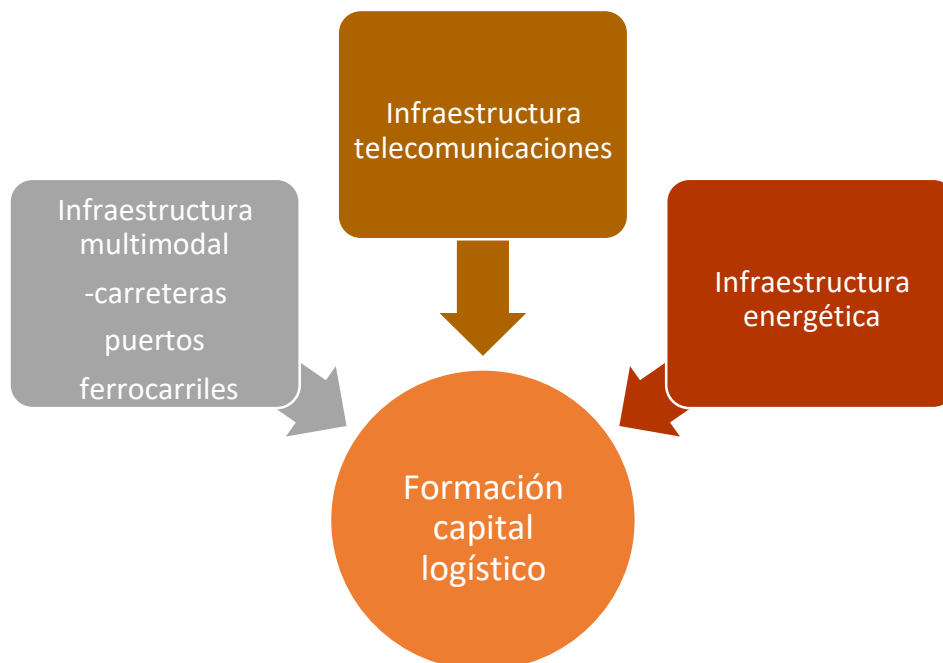 Infraestructura
telecomunicaciones
Infraestructura
multimodal
-carreteras
puertos
ferrocarriles
Infraestructura
energética
Formación
capital
logístico